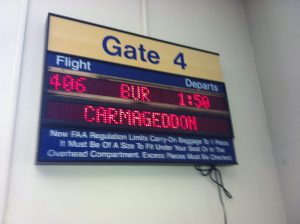 Gate 4
Flight Departs
406 BUR 1:50
CARMAGEDDON
New FAA Regulation Limits Carry-On Baggage To 1 Piece
It Must Be Of A Size To Fit Under Your Seat Or In The
Overhead Compartment, Excess Pieces Must Be Checked.